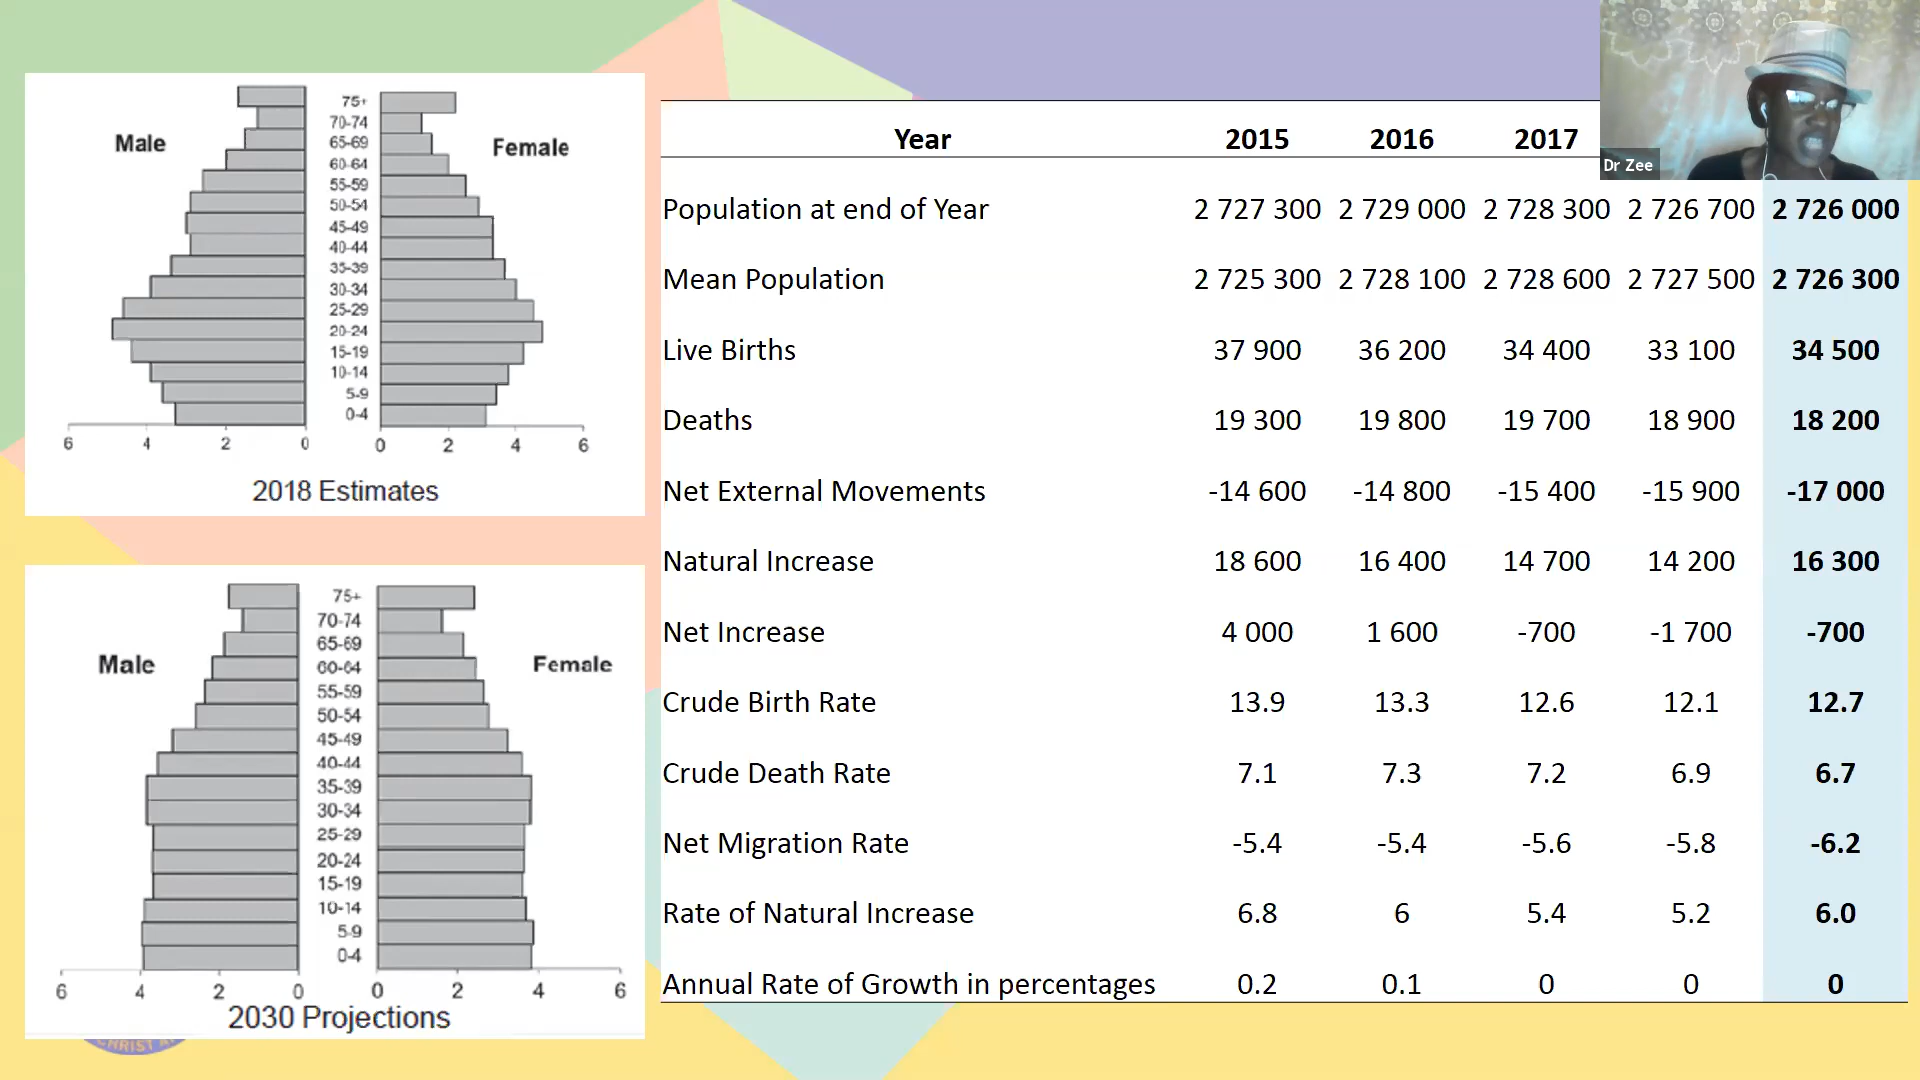 Male
Female
75+
70-74
65-69
60-64
55-59
50-54
45-49
40-44
35-39
30-34
25-29
20-24
15-19
10-14
5-9
0-4
6 4 2 0 0 2 4 6
2018 Estimates
Male
Female
75+
70-74
65-69
60-64
55-59
50-54
45-49
40-44
35-39
30-34
25-29
20-24
15-19
10-14
5-9
0-4
6 4 2 0 0 2 4 6
2030 Projections
CHRIST
Year 2015 2016 2017
Population at end of Year 2 727 300 2 729 000 2 728 300 2 726 700 2 726 000
Mean Population 2 725 300 2 728 100 2 728 600 2 727 500 2 726 300
Live Births 37 900 36 200 34 400 33 100 34 500
Deaths 19 300 19 800 19 700 18 900 18 200
Net External Movements -14 600 -14 800 -15 400 -15 900 -17 000
Natural Increase 18 600 16 400 14 700 14 200 16 300
Net Increase 4 000 1 600 -700 -1 700 -700
Crude Birth Rate 13.9 13.3 12.6 12.1 12.7
Crude Death Rate 7.1 7.3 7.2 6.9 6.7
Net Migration Rate -5.4 -5.4 -5.6 -5.8 -6.2
Rate of Natural Increase 6.8 6 5.4 5.2 6.0
Annual Rate of Growth in percentages 0.2 0.1 0 0 0
Dr Zee